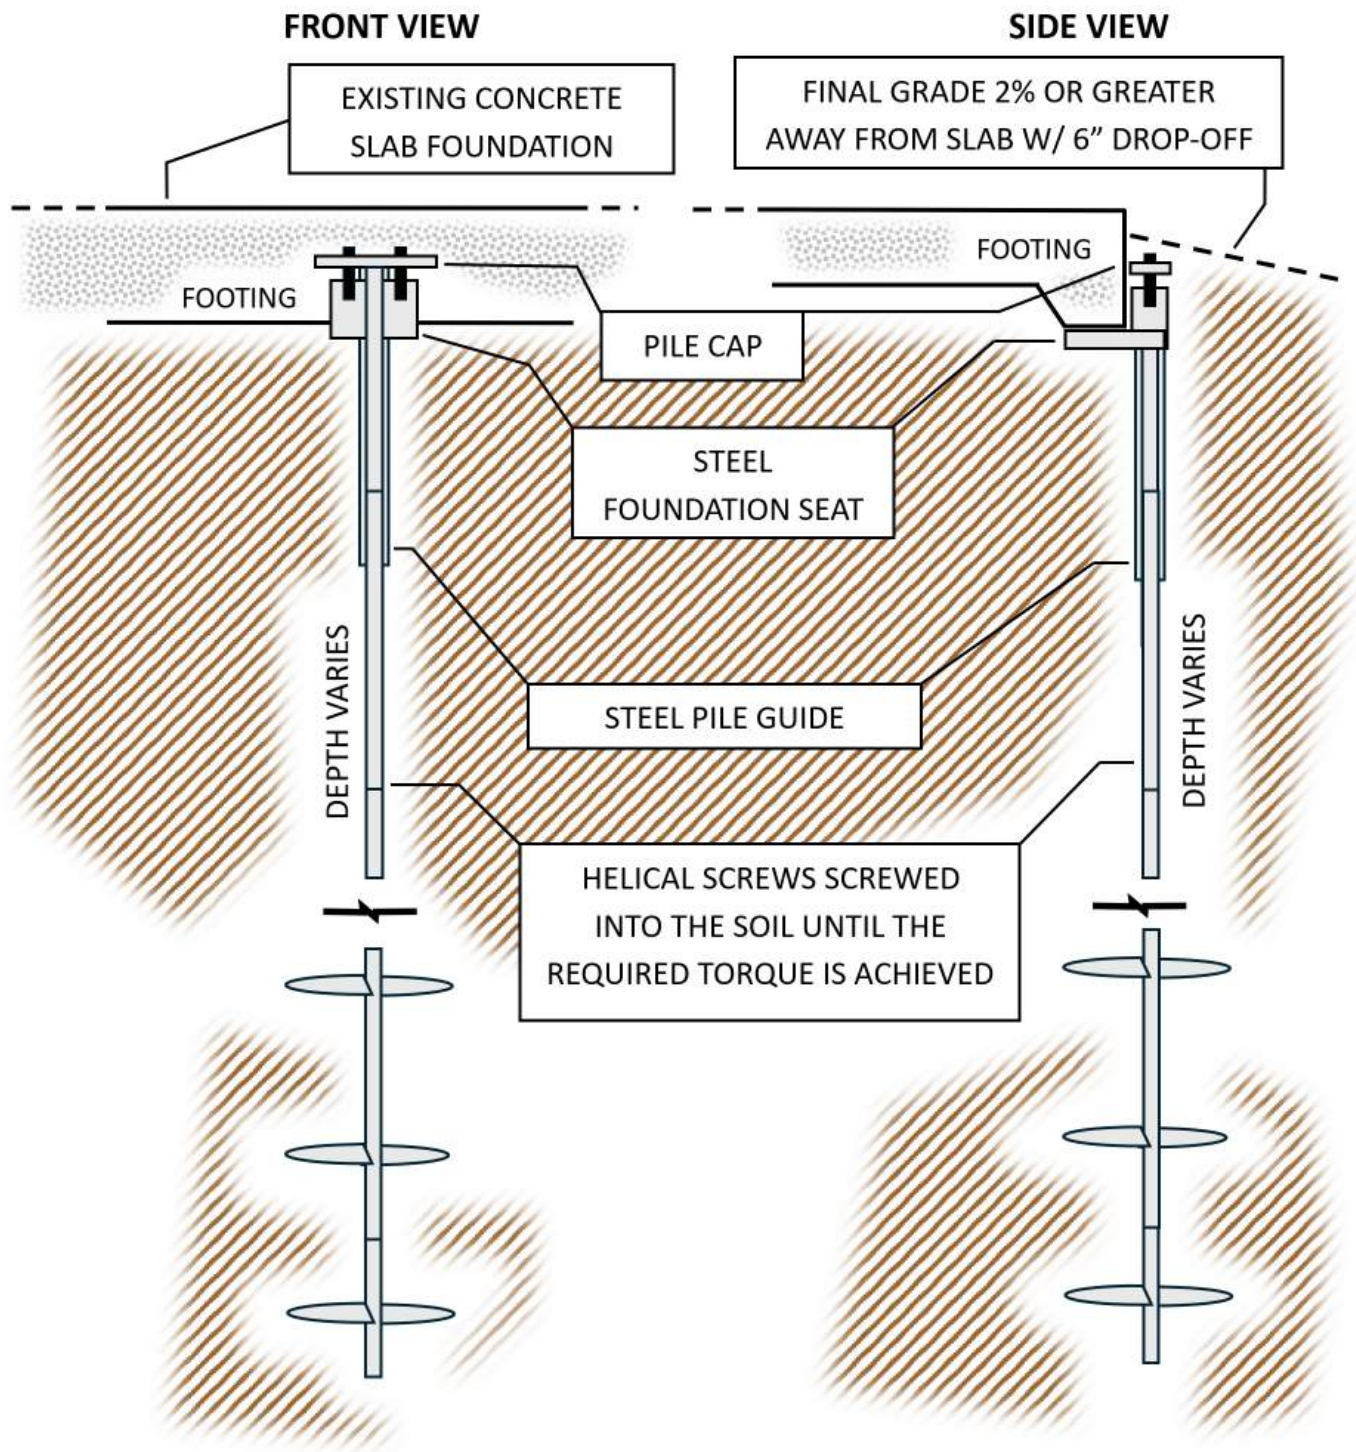 FRONT VIEW
SIDE VIEW
EXISTING CONCRETE
SLAB FOUNDATION
FINAL GRADE 2% OR GREATER
AWAY FROM SLAB W/ 6” DROP-OFF
FOOTING
FOOTING
PILE CAP
STEEL
FOUNDATION SEAT
DEPTH VARIES
DEPTH VARIES
STEEL PILE GUIDE
HELICAL SCREWS SCREWED
INTO THE SOIL UNTIL THE
REQUIRED TORQUE IS ACHIEVED